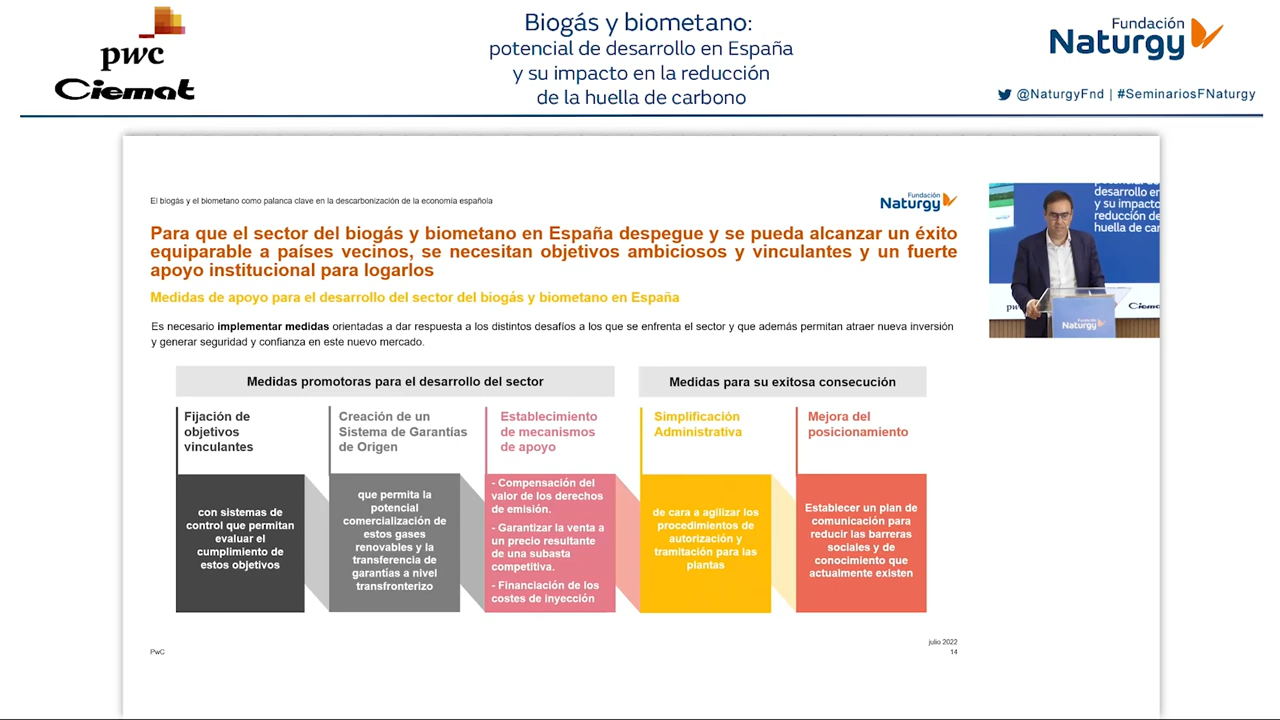 pwc
Ciemat
Biogás y biometano:
potencial de desarrollo en España
y su impacto en la reducción
de la huella de carbono
Fundación
Naturgy
@NaturgyFnd | #SeminariosFNaturgy
El biogás y el biometano como palanca clave en la descarbonización de la economía española
Fundación
Naturgy
Para que el sector del biogás y biometano en España despegue y se pueda alcanzar un éxito
equiparable a países vecinos, se necesitan objetivos ambiciosos y vinculantes y un fuerte
apoyo institucional para logarlos
Medidas de apoyo para el desarrollo del sector del biogás y biometano en España
Es necesario implementar medidas orientadas a dar respuesta a los distintos desafíos a los que se enfrenta el sector y que además permitan atraer nueva inversión
y generar seguridad y confianza en este nuevo mercado.
Medidas promotoras para el desarrollo del sector
Medidas para su exitosa consecución
Fijación de
objetivos
vinculantes
con sistemas de
control que permitan
evaluar el
cumplimiento de
estos objetivos
Creación de un
Sistema de Garantías
de Origen
que permita la
potencial
comercialización de
estos gases
renovables y la
transferencia de
garantías a nivel
transfronterizo
Establecimiento
de mecanismos
de apoyo
- Compensación del
valor de los derechos
de emisión.
- Garantizar la venta a
un precio resultante
de una subasta
competitiva.
- Financiación de los
costes de inyección
Simplificación
Administrativa
de cara a agilizar los
procedimientos de
autorización y
tramitación para las
plantas
Mejora del
posicionamiento
Establecer un plan de
comunicación para
reducir las barreras
sociales y de
conocimiento que
actualmente existen
PwC
julio 2022
14
desarrollo en
y su impacto
reducción de
huella de car
Fundación
Naturgy